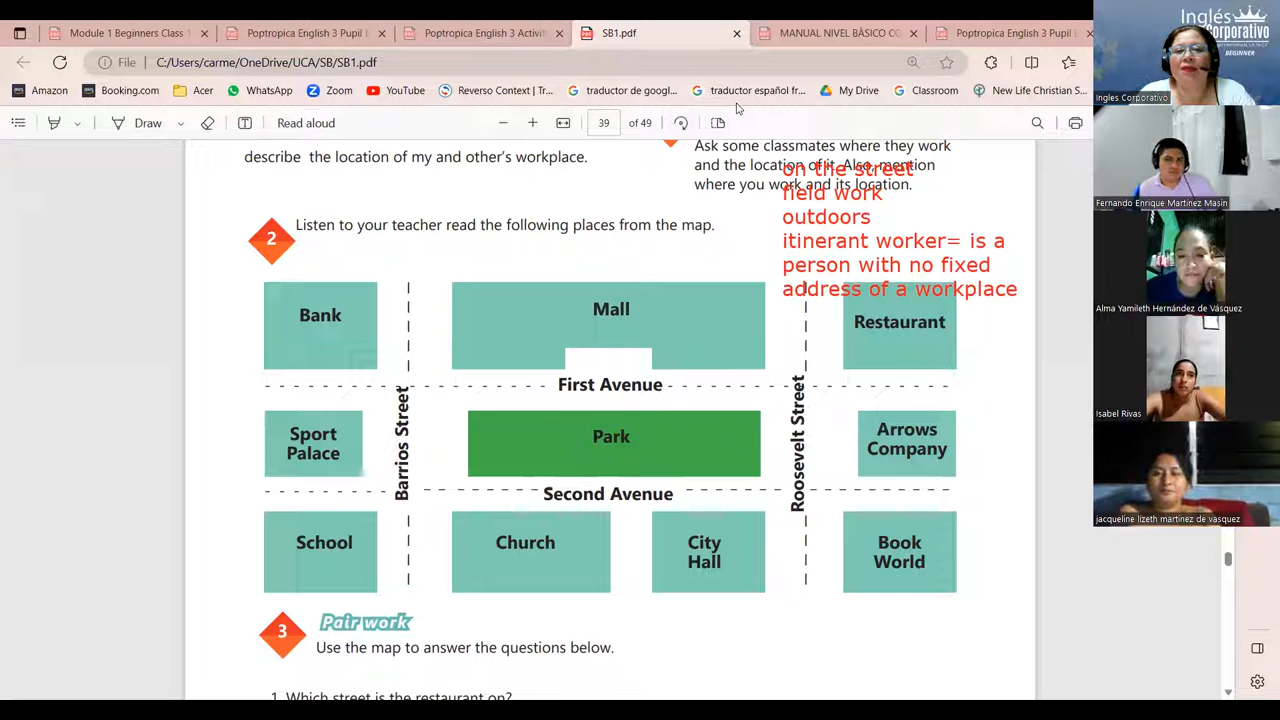 Module 1 Beginners Class
Poptropica English 3 Pupil
Poptropica English 3 Activi
SB1.pdf
MANUAL NIVEL BÀSICO CO
Poptropica English 3 Pupil
File
C:/Users/carme/OneDrive/UCA/SB/SB1.pdf
Amazon
Booking.com
Acer
WhatsApp
Zoom
YouTube
Reverso Context | Tr...
traductor de googl...
traductor español fr...
My Drive
Classroom
New Life Christian S...
Draw
Read aloud
39
of 49
describe the location of my and other's workplace.
Ask some classmates where they work
and the location of it. Also, mention
where you work and its location.
on the street
field work
outdoors
itinerant worker= is a
person with no fixed
address of a workplace
2
Listen to your teacher read the following places from the map.
Bank
Mall
Restaurant
First Avenue
Barrios Street
Roosevelt Street
Sport
Palace
Park
Arrows
Company
Second Avenue
School
Church
City
Hall
Book
World
3
Pair work
Use the map to answer the questions below.
1. Which street is the restaurant on?
Inglés
Corporativo
BEGINNER
Ingles Corporativo
Fernando Enrique Martínez Masin
Alma Yamileth Hernández de Vásquez
Isabel Rivas
jacqueline lizeth martinez de vasquez